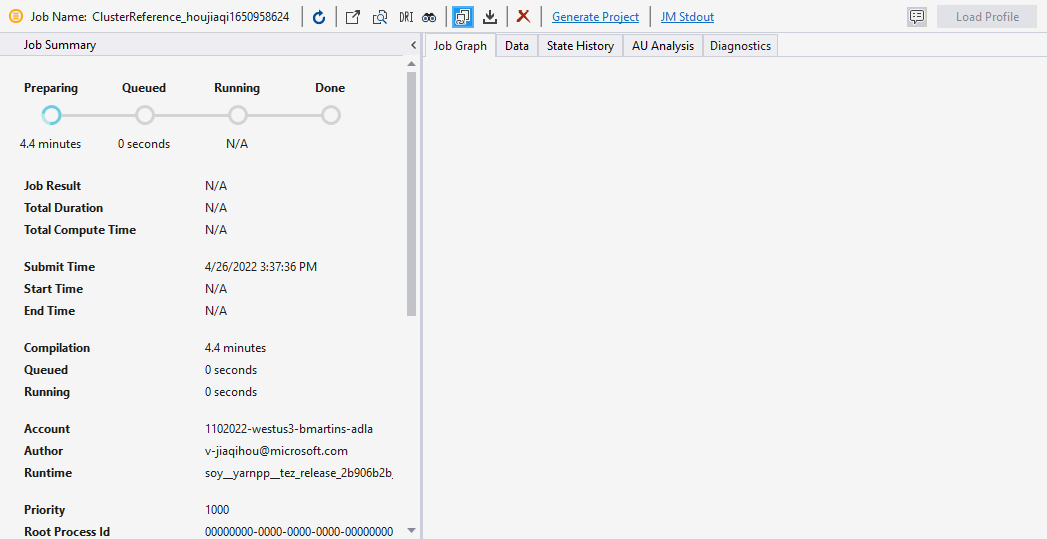 Job Name: ClusterReference_houjiaqi1650958624 DRI Generate Project JM Stdout Load Profile
Job Summary
Job Graph Data State History AU Analysis Diagnostics
Preparing Queued Running Done
4.4 minutes 0 seconds N/A
Job Result N/A
Total Duration N/A
Total Compute Time N/A
Submit Time 4/26/2022 3:37:36 PM
Start Time N/A
End Time N/A
Compilation 4.4 minutes
Queued 0 seconds
Running 0 seconds
Account 1102022-westus3-bmartins-adla
Author v-jiaqihou@microsoft.com
Runtime soy__yarnpp__tez_release_2b906b2b_
Priority 1000
Root Process Id 00000000-0000-0000-0000-00000000